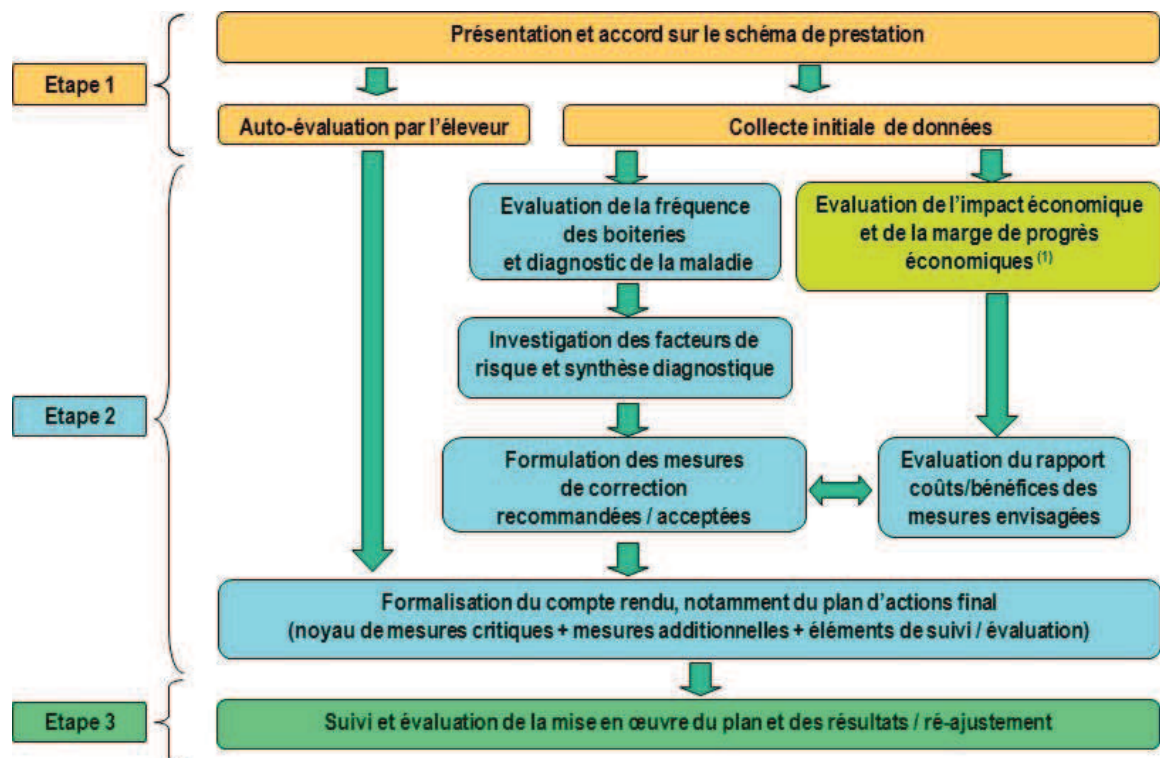 Présentation et accord sur le schéma de prestation
Etape 1
Auto-évaluation par l'éleveur
Collecte initiale de données
Evaluation de la fréquence
des boiteries
et diagnostic de la maladie
Evaluation de l'impact économique
et de la marge de progrès
économiques (1)
Investigation des facteurs de
risque et synthèse diagnostique
Etape 2
Formulation des mesures
de correction
recommandées / acceptées
Evaluation du rapport
coûts/bénéfices des
mesures envisagées
Formalisation du compte rendu, notamment du plan d'actions final
(noyau de mesures critiques + mesures additionnelles + éléments de suivi / évaluation)
Etape 3
Suivi et évaluation de la mise en œuvre du plan et des résultats / ré-ajustement